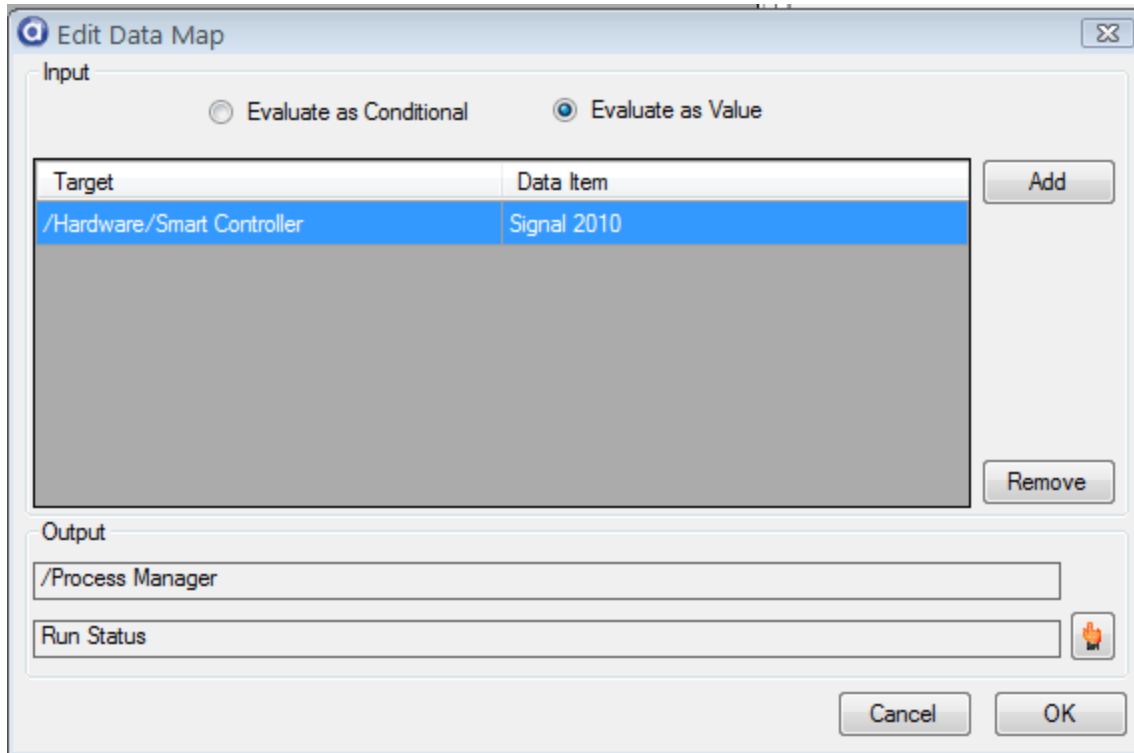 Edit Data Map
Input
Evaluate as Conditional Evaluate as Value
Target Data Item Add
/Hardware/Smart Controller Signal 2010
Remove
Output
/Process Manager
Run Status
Cancel OK